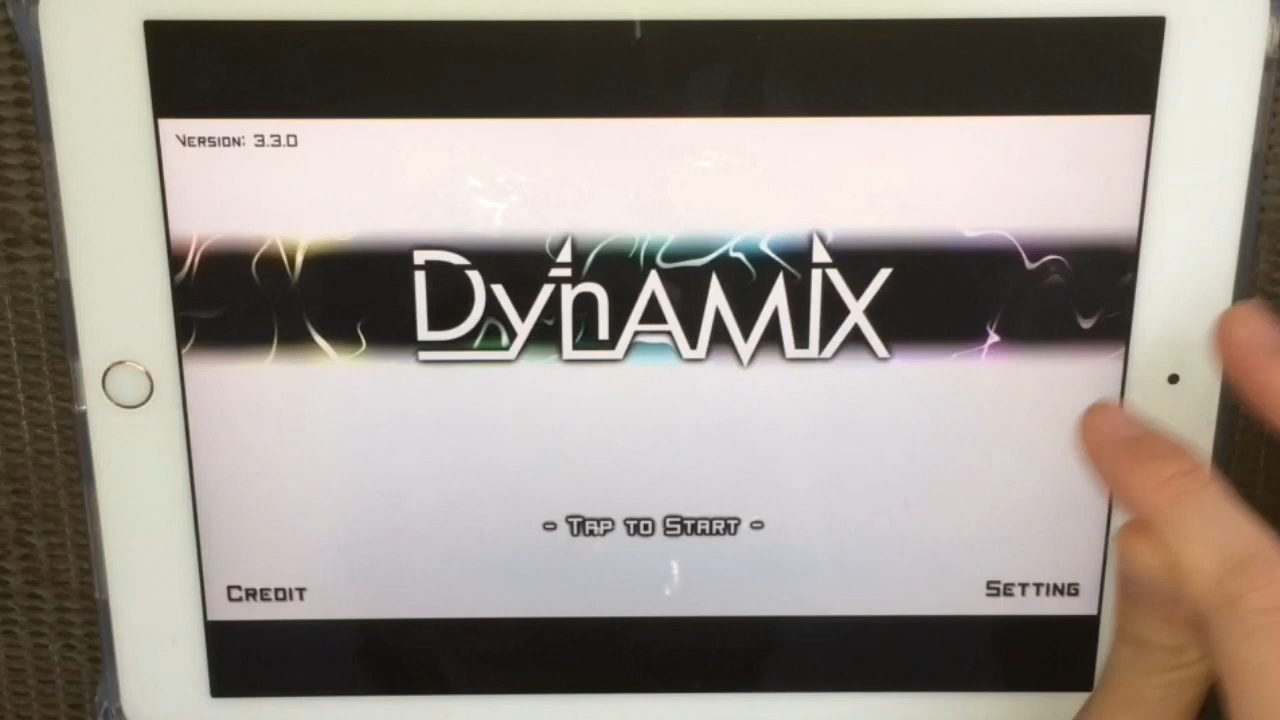 Version: 3.3.0
DynAMiX
- Tap to Start -
Credit
Setting